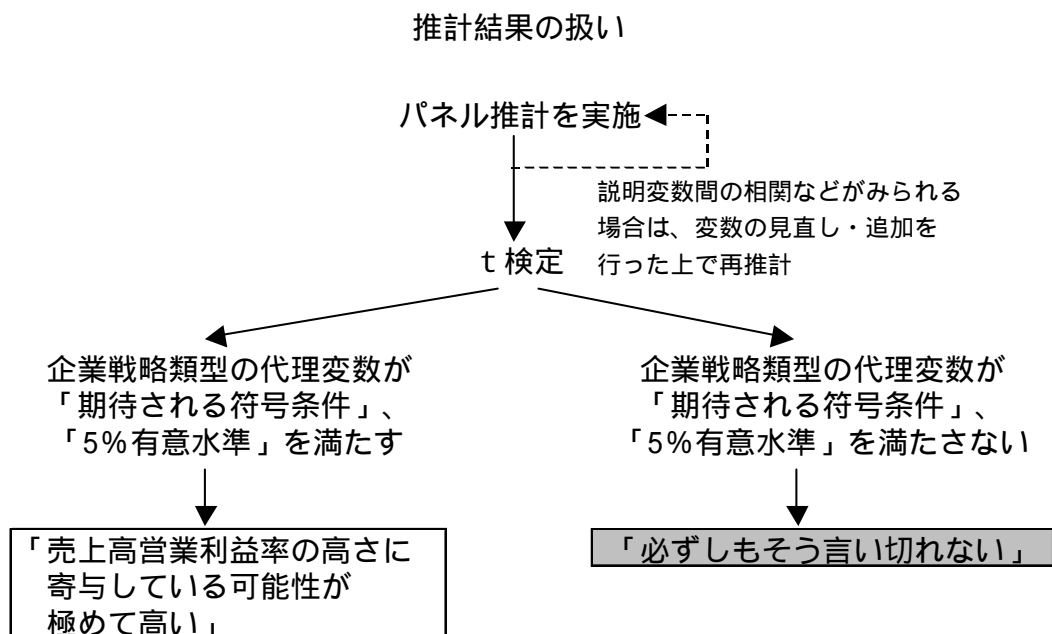 推計結果の扱い
パネル推計を実施
説明変数間の相関などがみられる
場合は、変数の見直し・追加を
行った上で再推計
t検定
企業戦略類型の代理変数が
「期待される符号条件」、
「5%有意水準」を満たす
企業戦略類型の代理変数が
「期待される符号条件」、
「5%有意水準」を満たさない
「売上高営業利益率の高さに
寄与している可能性が
極めて高い」
「必ずしもそう言い切れない」